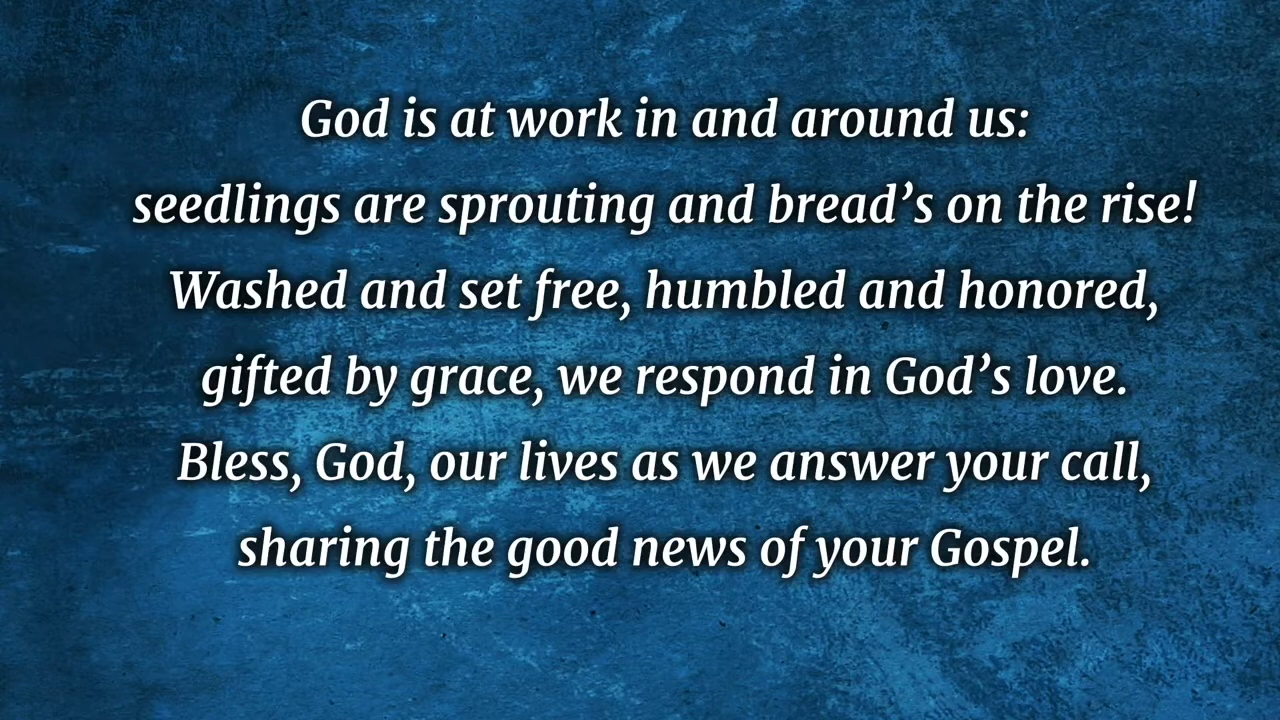 God is at work in and around us:
seedlings are sprouting and bread’s on the rise!
Washed and set free, humbled and honored,
gifted by grace, we respond in God’s love.
Bless, God, our lives as we answer your call,
sharing the good news of your Gospel.